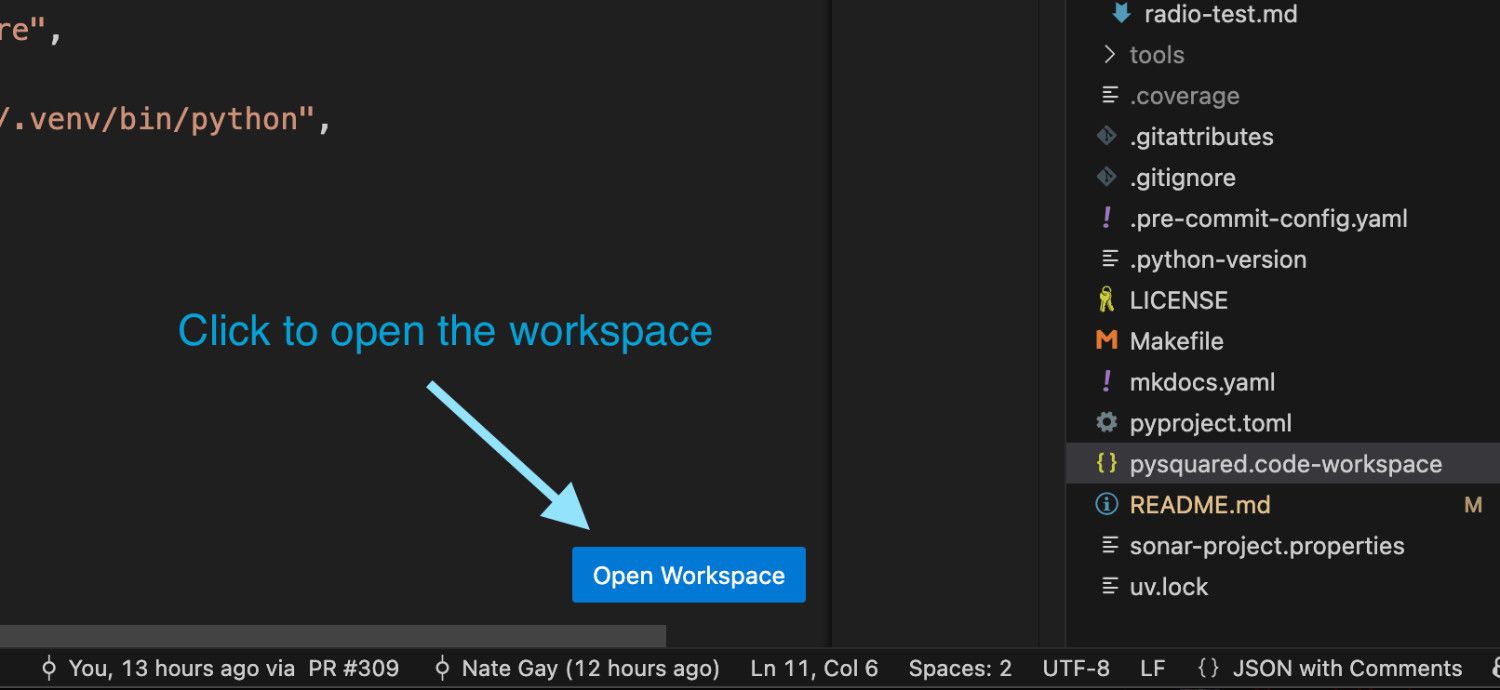 re",
/.venv/bin/python",
Click to open the workspace
Open Workspace
radio-test.md
tools
.coverage
.gitattributes
.gitignore
.pre-commit-config.yaml
.python-version
LICENSE
Makefile
mkdocs.yaml
pyproject.toml
{} pysquared.code-workspace
README.md M
sonar-project.properties
uv.lock
You, 13 hours ago via PR #309 Nate Gay (12 hours ago) Ln 11, Col 6 Spaces: 2 UTF-8 LF {} JSON with Comments